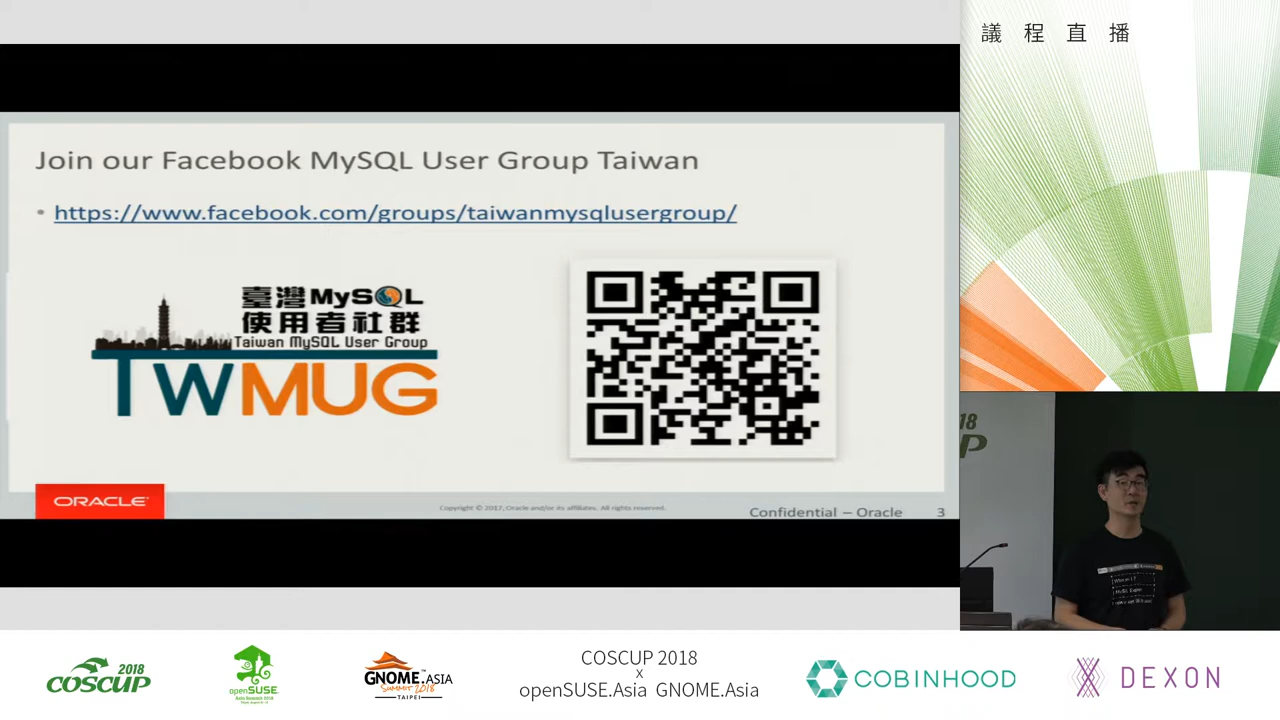 議程直播
Join our Facebook MySQL User Group Taiwan
• https://www.facebook.com/groups/taiwanmysqlusergroup/
臺灣MySQL
使用者社群
Taiwan MySQL User Group
TWMUG
ORACLE
Copyright © 2017, Oracle and/or its affiliates. All rights reserved.
Confidential – Oracle 3
18
P
2018
COSCUP
openSUSE
GNOME.ASIA
SUMMIT 2018
TAIPEI
COSCUP 2018
x
openSUSE.Asia GNOME.Asia
COBINHOOD
DEXON